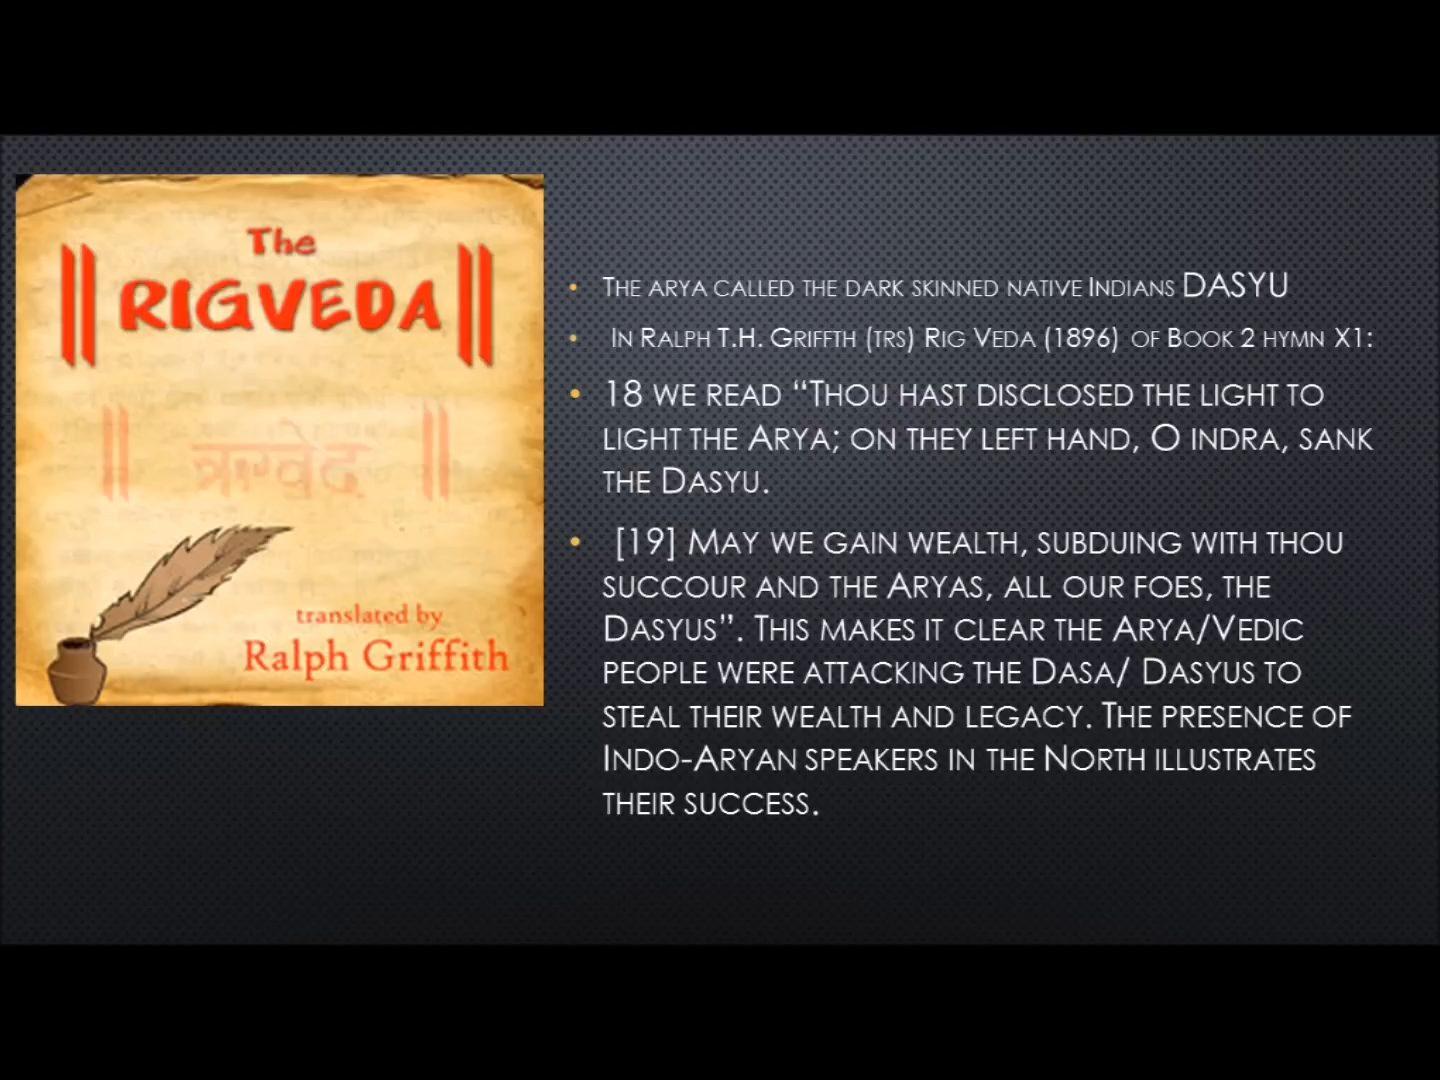 The
|| RIGVEDA ||
|| ऋग्वेद ||
translated by
Ralph Griffith
• The arya called the dark skinned native Indians DASYU
• In Ralph T.H. Griffth (trs) Rig Veda (1896) of Book 2 hymn X1:
• 18 we read “Thou hast disclosed the light to
light the Arya; on they left hand, O indra, sank
the Dasyu.
• [19] May we gain wealth, subduing with thou
succour and the Aryas, all our foes, the
Dasyus”. This makes it clear the Arya/Vedic
people were attacking the Dasa/ Dasyus to
steal their wealth and legacy. The presence of
Indo-Aryan speakers in the North illustrates
their success.